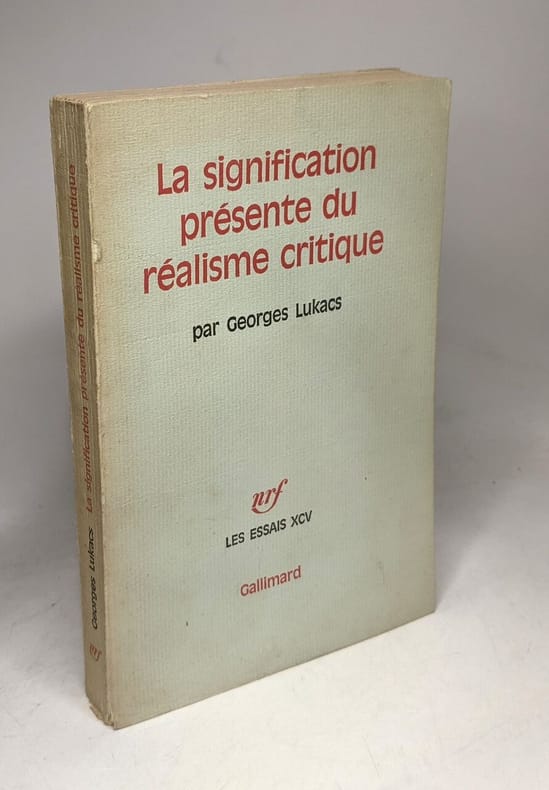 La signification
présente du
réalisme critique
par Georges Lukacs
nrf
LES ESSAIS XCV
Gallimard
Georges Lukacs La signification présente du réalisme critique
nrf